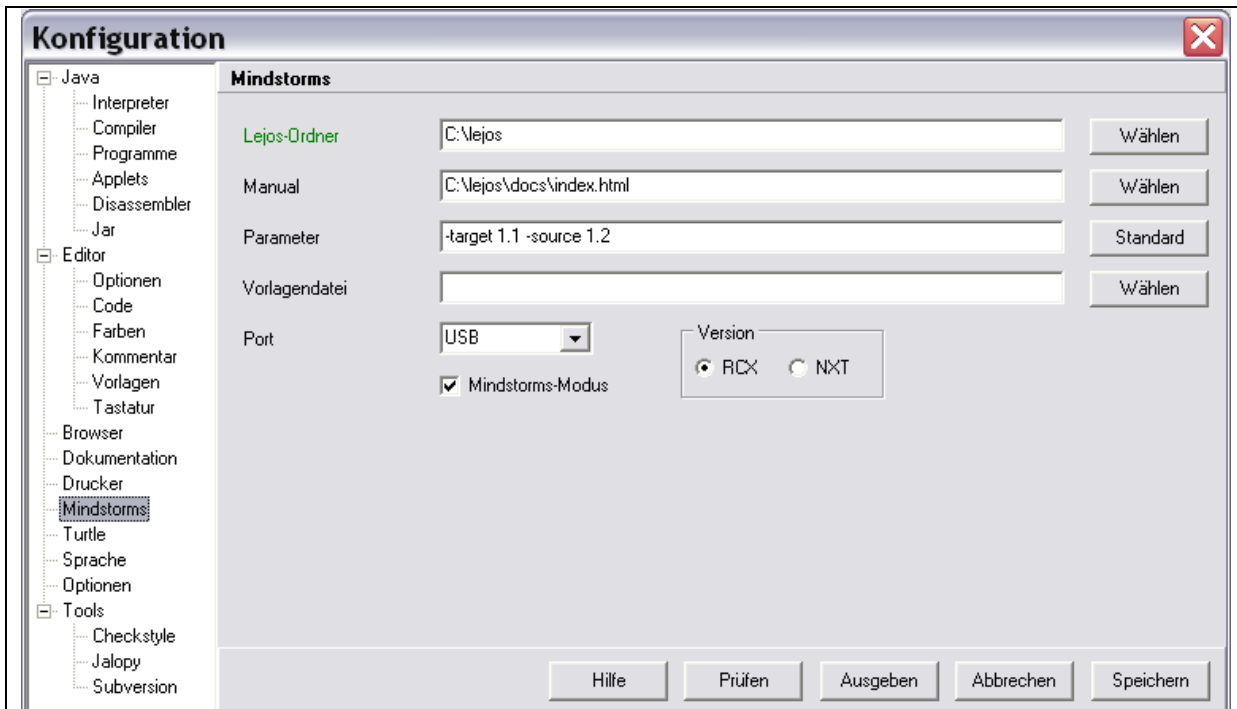 Konfiguration
Java
Interpreter
Compiler
Programme
Applets
Disassembler
Jar
Editor
Optionen
Code
Farben
Kommentar
Vorlagen
Tastatur
Browser
Dokumentation
Drucker
Mindstorms
Turtle
Sprache
Optionen
Tools
Checkstyle
Jalopy
Subversion
Mindstorms
Lejos-Ordner C:\lejos Wählen
Manual C:\lejos\docs\index.html Wählen
Parameter -target 1.1 -source 1.2 Standard
Vorlagendatei Wählen
Port USB Version
RCX NXT
Mindstorms-Modus
Hilfe Prüfen Ausgeben Abbrechen Speichern